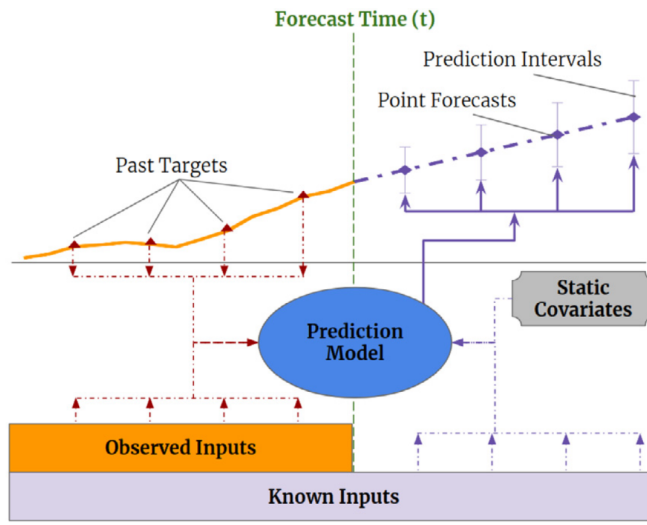 Forecast Time (t)
Prediction Intervals
Point Forecasts
Past Targets
Static
Covariates
Prediction
Model
Observed Inputs
Known Inputs